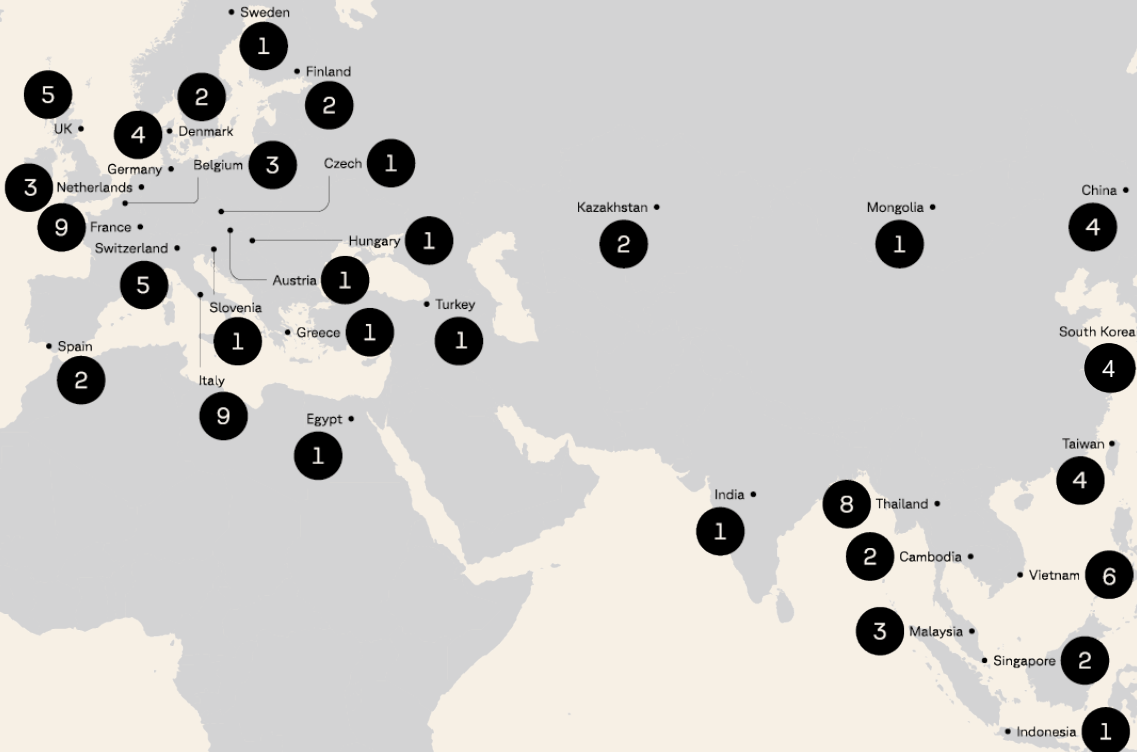 Sweden
1
Finland
2
5
UK
2
Denmark
4
Germany
Belgium
3
Czech
1
3
Netherlands
9
France
Switzerland
5
Hungary
1
Austria
1
Slovenia
1
Greece
1
Turkey
1
Spain
2
Italy
9
Egypt
1
Kazakhstan
2
Mongolia
1
China
4
South Korea
4
Taiwan
4
India
1
8
Thailand
2
Cambodia
Vietnam
6
3
Malaysia
Singapore
2
Indonesia
1